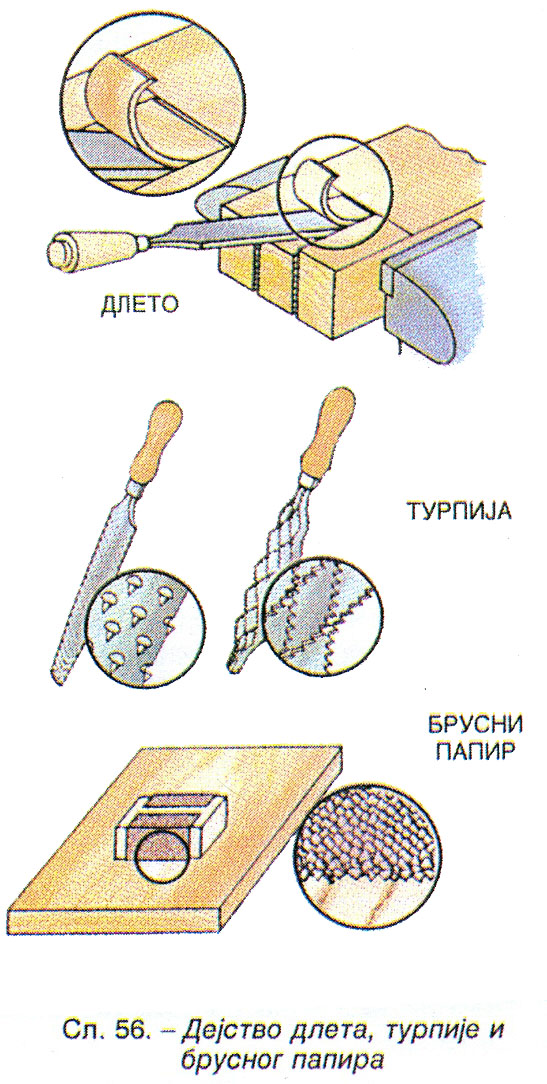 ДЛЕТО
ТУРПИЈА
БРУСНИ
ПАПИР
Сл. 56. – Дејство длета, турпије и
брусног папира